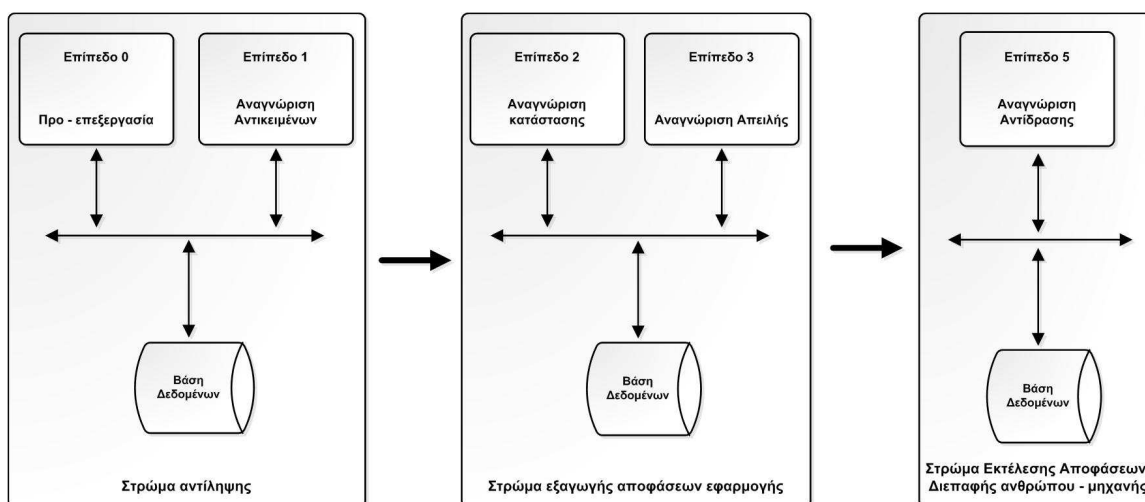 Επίπεδο 0
Προ - επεξεργασία
Επίπεδο 1
Αναγνώριση
Αντικειμένων
Βάση
Δεδομένων
Στρώμα αντίληψης
Επίπεδο 2
Αναγνώριση
κατάστασης
Επίπεδο 3
Αναγνώριση Απειλής
Βάση
Δεδομένων
Στρώμα εξαγωγής αποφάσεων εφαρμογής
Επίπεδο 5
Αναγνώριση
Αντίδρασης
Βάση
Δεδομένων
Στρώμα Εκτέλεσης Αποφάσεων
Διεπαφής ανθρώπου - μηχανής